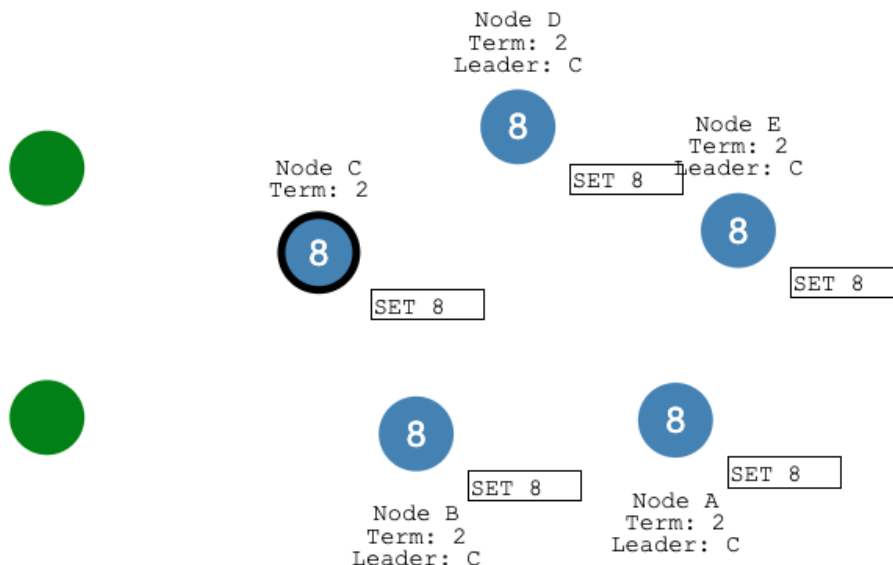 Node D
Term: 2
Leader: C
8
SET 8
Node E
Term: 2
Leader: C
8
SET 8
Node C
Term: 2
8
SET 8
8
SET 8
Node B
Term: 2
Leader: C
8
SET 8
Node A
Term: 2
Leader: C